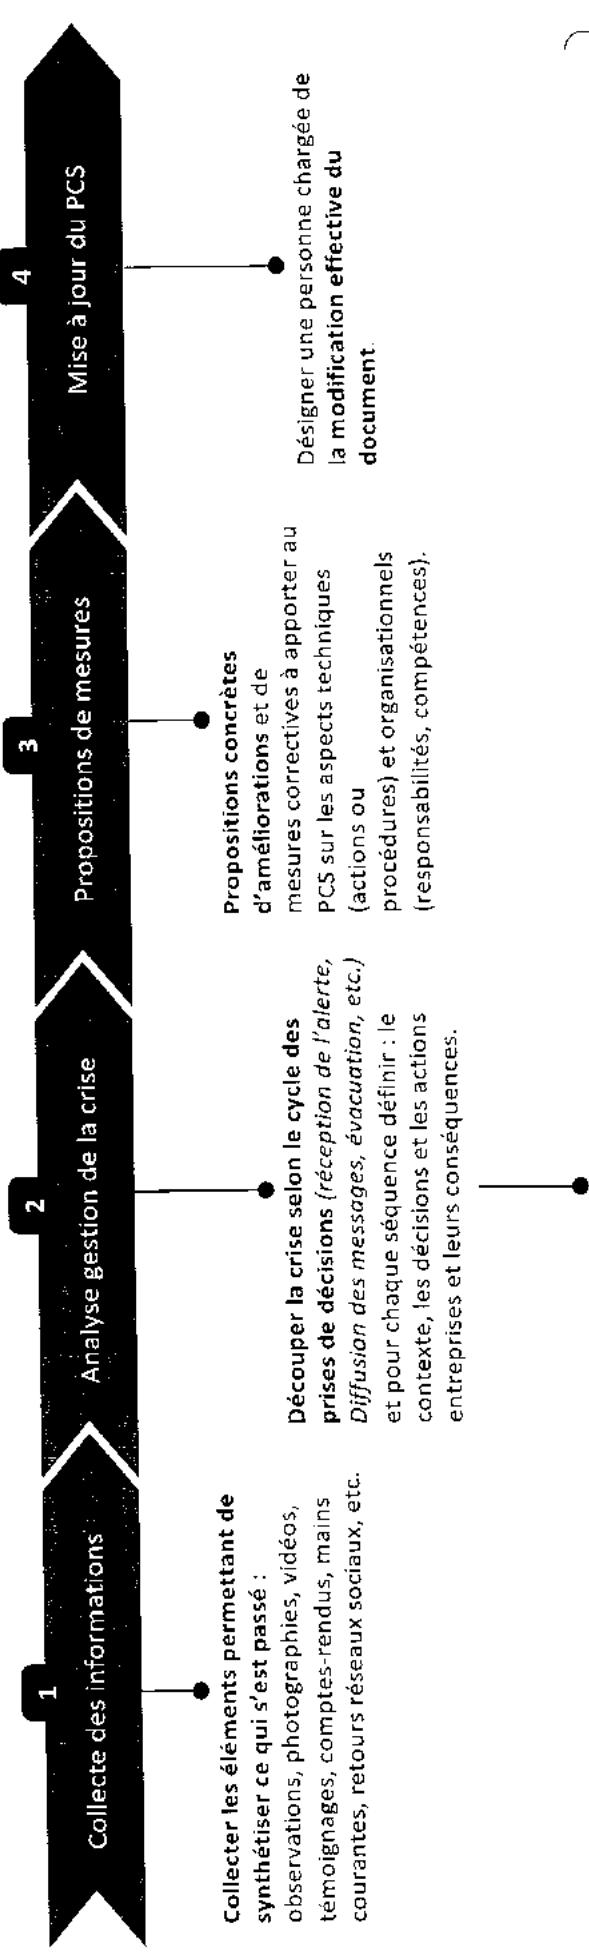 1
Collecte des informations
Collecter les éléments permettant de
synthétiser ce qui s'est passé :
observations, photographies, vidéos,
témoignages, comptes-rendus, mains
courantes, retours réseaux sociaux, etc.
2
Analyse gestion de la crise
Découper la crise selon le cycle des
prises de décisions (réception de l'alerte,
Diffusion des messages, évacuation, etc.)
et pour chaque séquence définir : le
contexte, les décisions et les actions
entreprises et leurs conséquences.
3
Propositions de mesures
Propositions concrètes
d'améliorations et de
mesures correctives à apporter au
PCS sur les aspects techniques
(actions ou
procédures) et organisationnels
(responsabilités, compétences).
4
Mise à jour du PCS
Désigner une personne chargée de
la modification effective du
document.